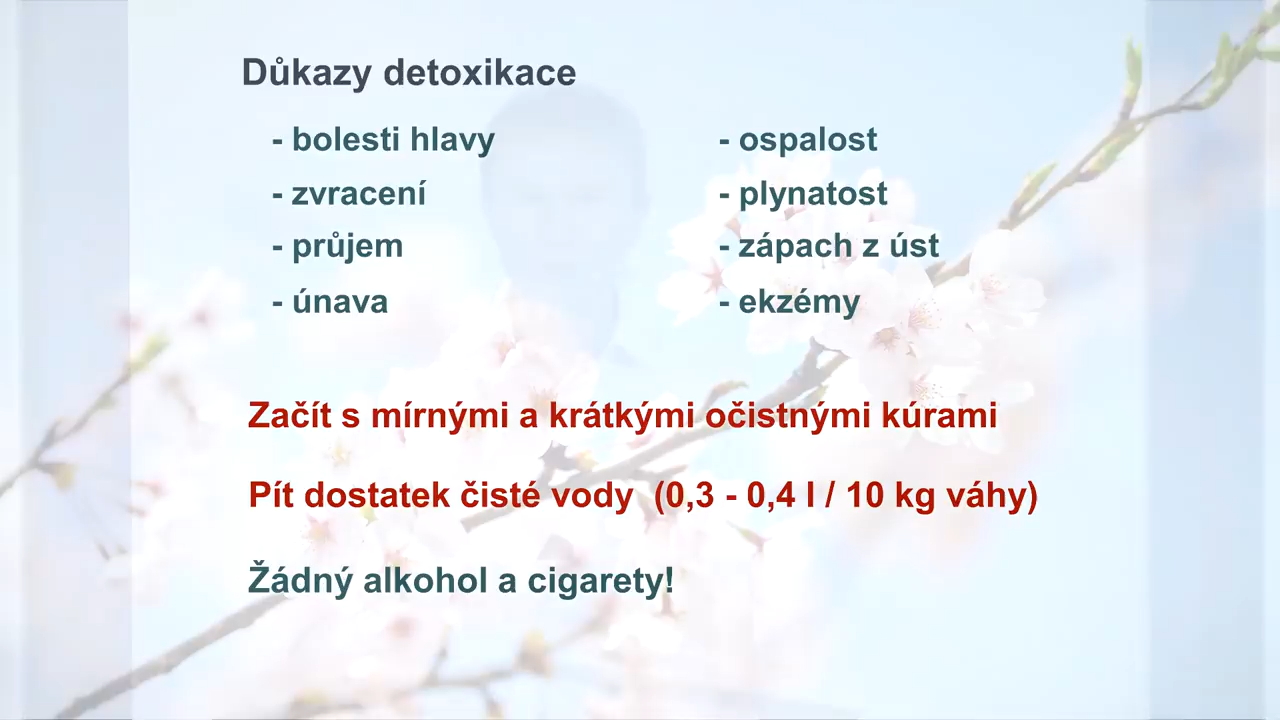 Důkazy detoxikace
- bolesti hlavy
- zvracení
- průjem
- únava
- ospalost
- plynatost
- zápach z úst
- ekzémy
Začít s mírnými a krátkými očistnými kúrami
Pít dostatek čisté vody (0,3 - 0,4 l / 10 kg váhy)
Žádný alkohol a cigarety!